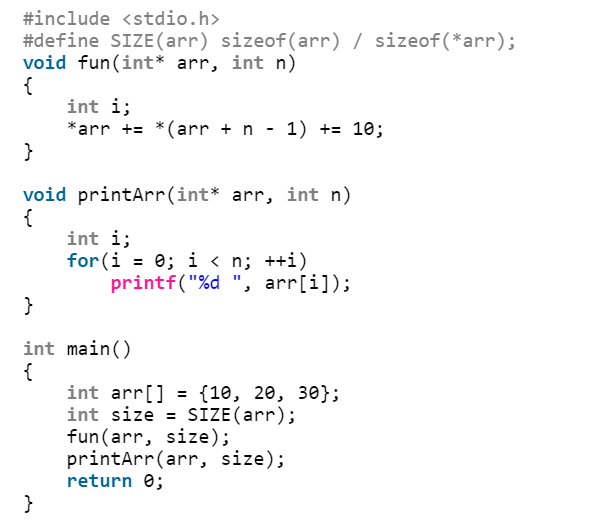 #include <stdio.h>
#define SIZE(arr) sizeof(arr) / sizeof(*arr);
void fun(int* arr, int n)
{
    int i;
    *arr += *(arr + n - 1) += 10;
}

void printArr(int* arr, int n)
{
    int i;
    for(i = 0; i < n; ++i)
        printf("%d ", arr[i]);
}

int main()
{
    int arr[] = {10, 20, 30};
    int size = SIZE(arr);
    fun(arr, size);
    printArr(arr, size);
    return 0;
}